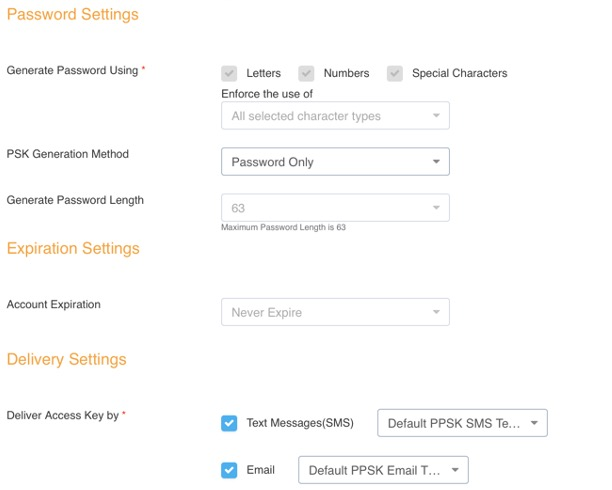 Password Settings
Generate Password Using *
Letters Numbers Special Characters
Enforce the use of
All selected character types
PSK Generation Method
Password Only
Generate Password Length
63
Maximum Password Length is 63
Expiration Settings
Account Expiration
Never Expire
Delivery Settings
Deliver Access Key by *
Text Messages(SMS) Default PPSK SMS Te...
Email Default PPSK Email T...